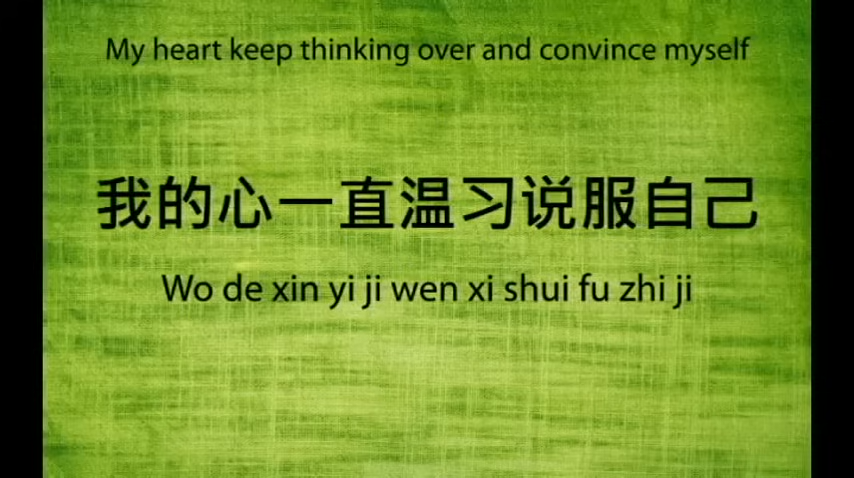 My heart keep thinking over and convince myself
我的心一直温习说服自己
Wo de xin yi ji wen xi shui fu zhi ji